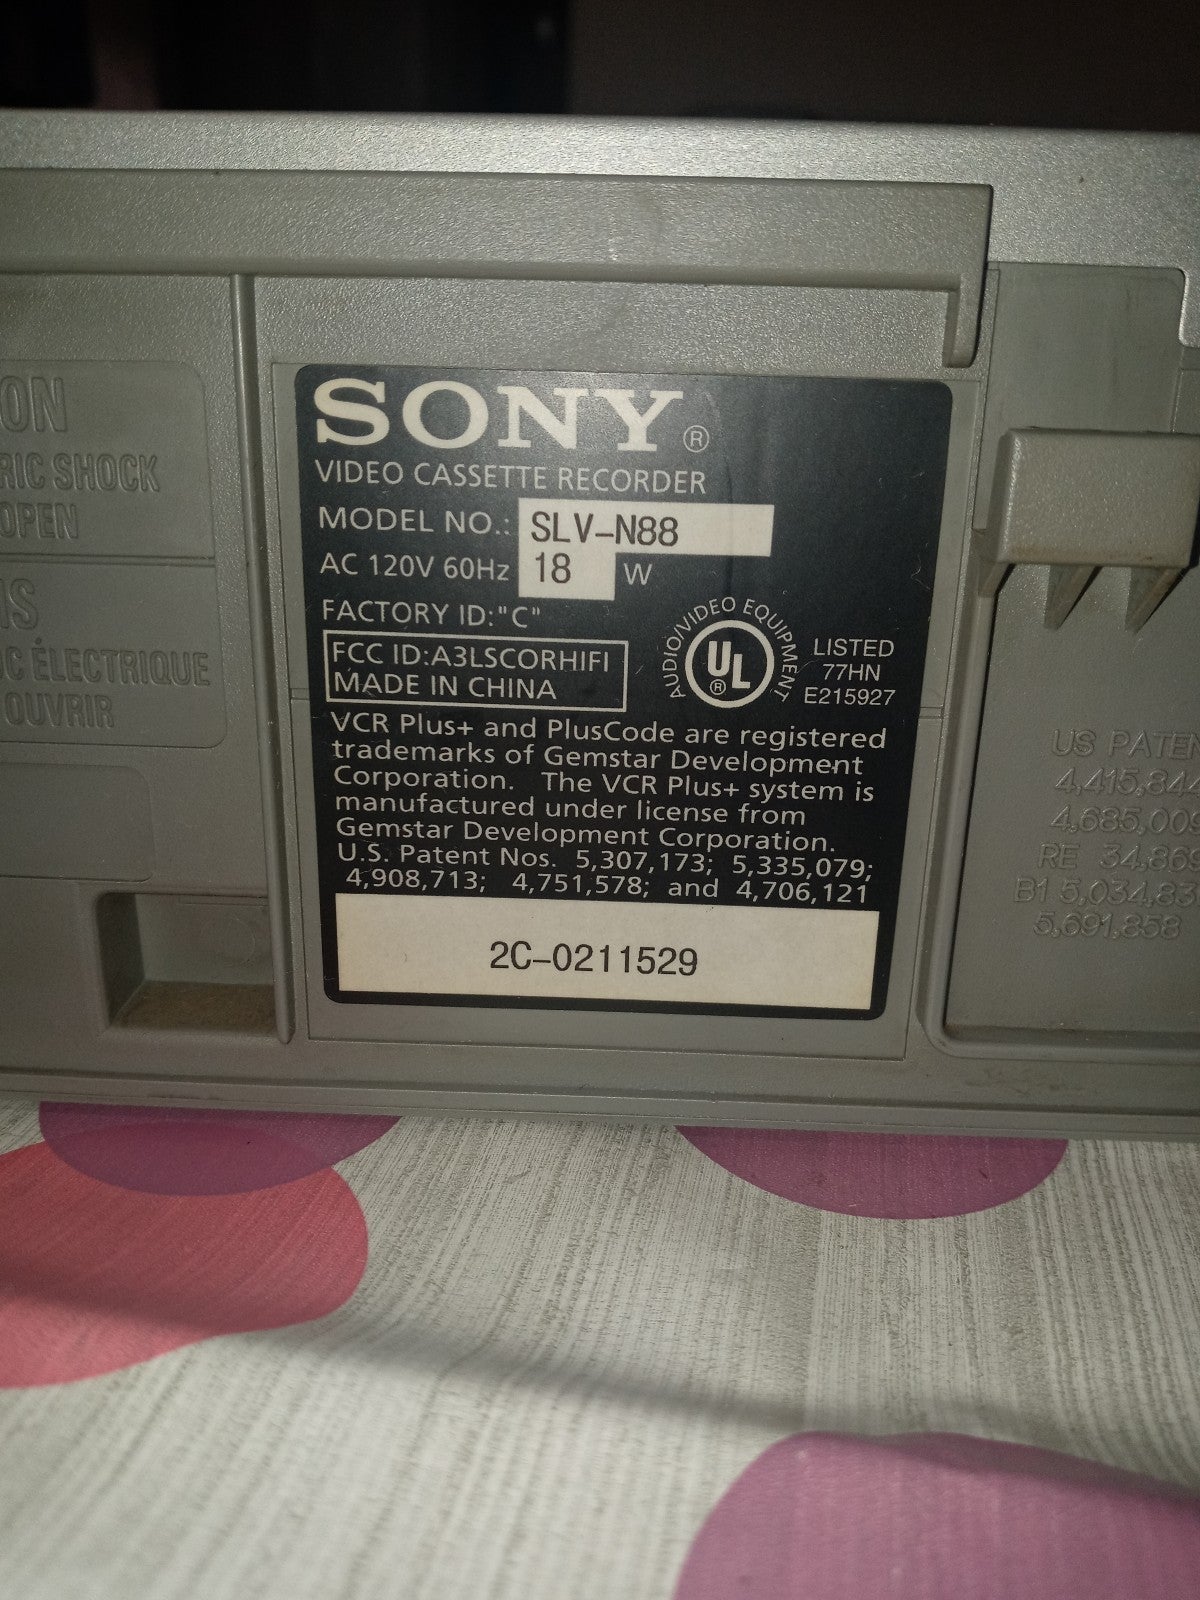 SONY®
VIDEO CASSETTE RECORDER
MODEL NO.: SLV-N88
AC 120V 60Hz 18 W
FACTORY ID:"C"
FCC ID:A3LSCORHIFI
MADE IN CHINA
AUDIO/VIDEO EQUIPMENT
UL®
LISTED
77HN
E215927
VCR Plus+ and PlusCode are registered
trademarks of Gemstar Development
Corporation. The VCR Plus+ system is
manufactured under license from
Gemstar Development Corporation.
U.S. Patent Nos. 5,307,173; 5,335,079;
4,908,713; 4,751,578; and 4,706,121
2C-0211529
ON
RIC SHOCK
OPEN
IS
OC ÉLECTRIQUE
OUVRIR
US PATEN
4,415,844
4,685,009
RE 34,869
B1 5,034,83
5,691,858